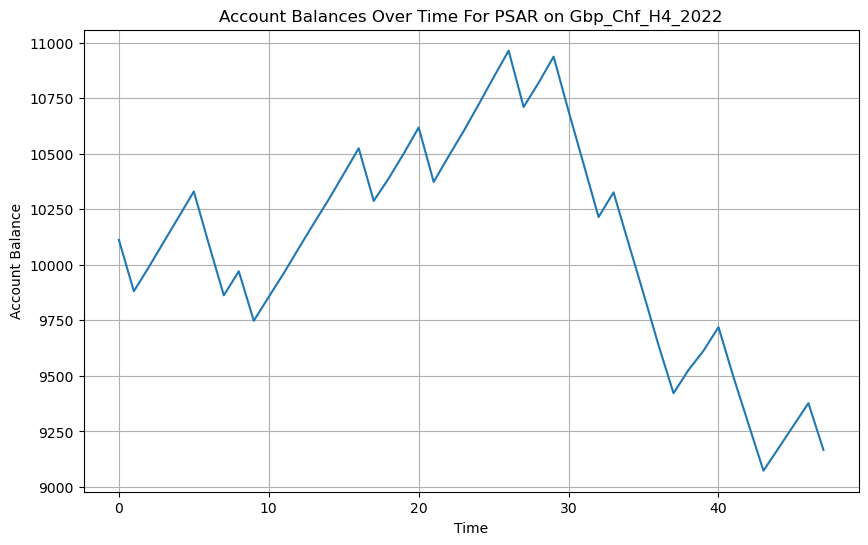 Account Balances Over Time For PSAR on Gbp_Chf_H4_2022
11000
10750
10500
10250
10000
9750
9500
9250
9000
Account Balance
0 10 20 30 40
Time